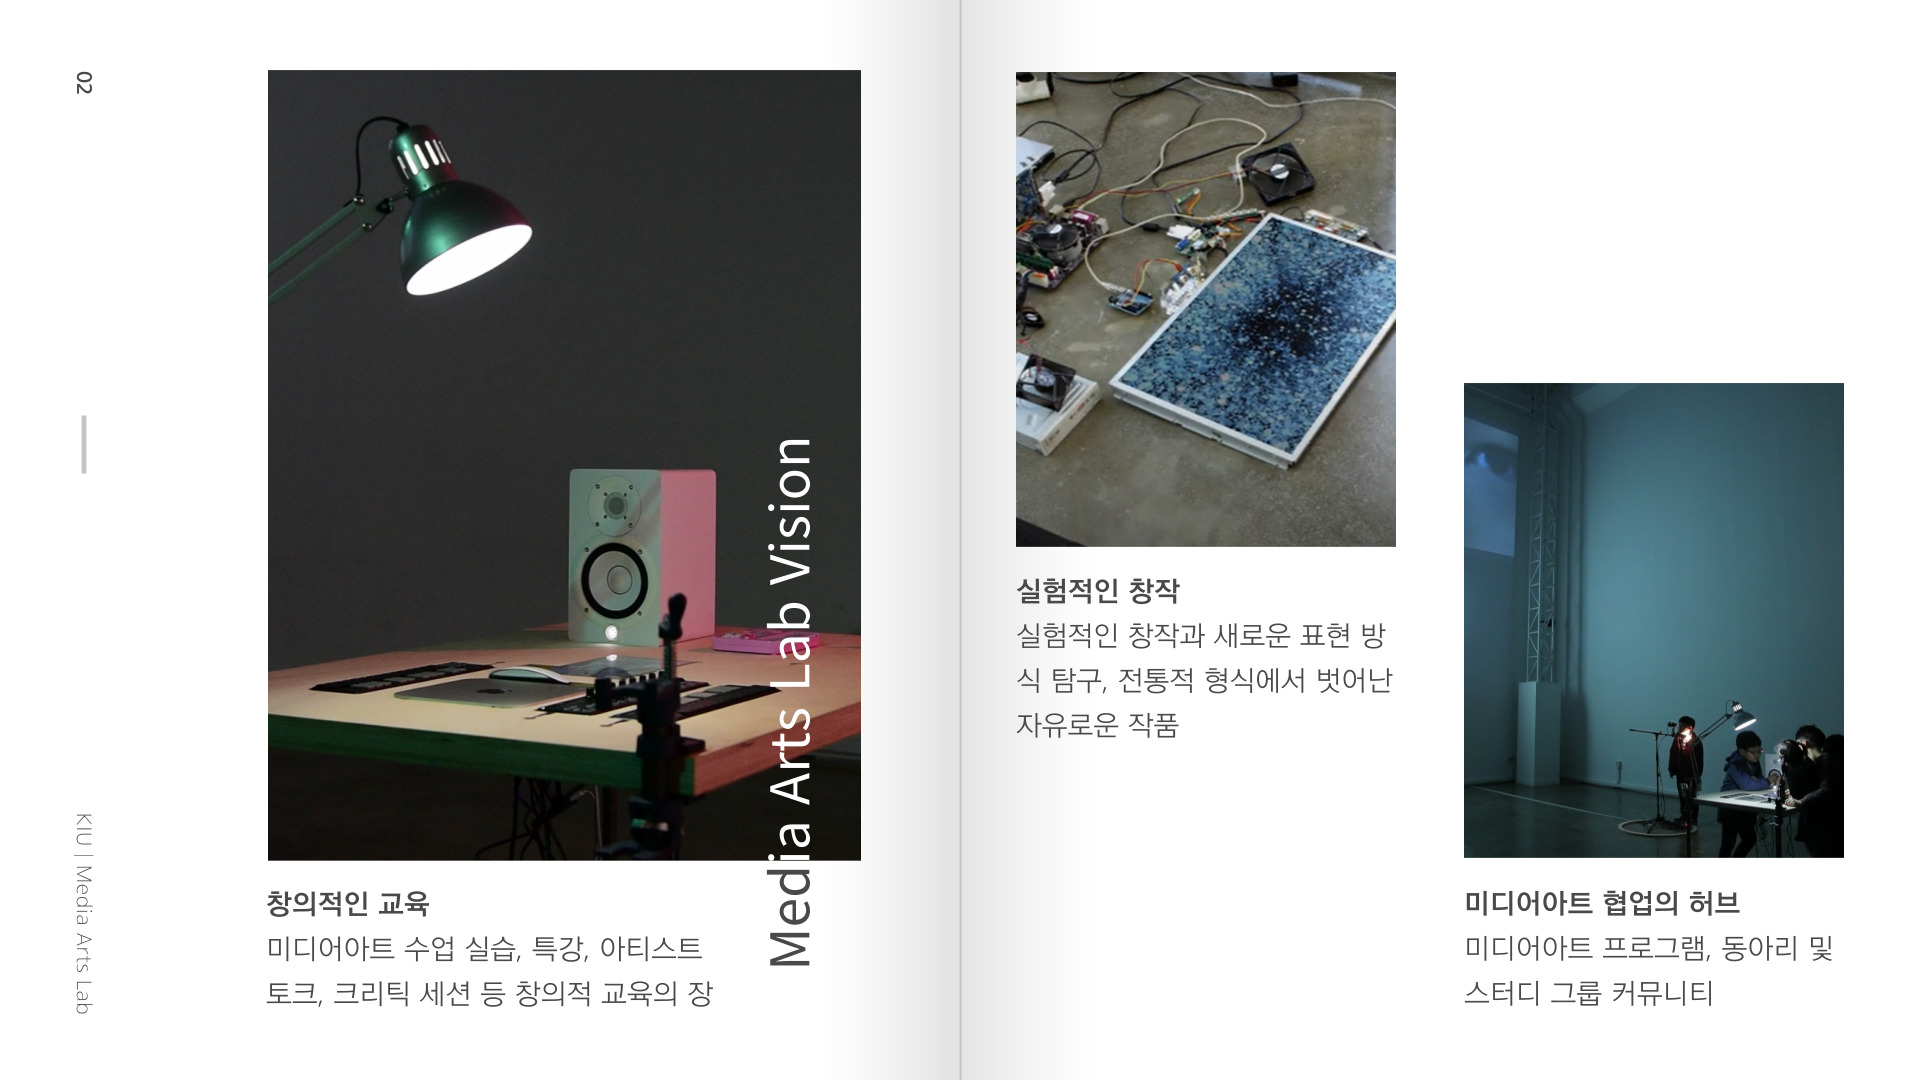 02
KIU | Media Arts Lab
Media Arts Lab Vision
창의적인 교육
미디어아트 수업 실습, 특강, 아티스트
토크, 크리틱 세션 등 창의적 교육의 장
실험적인 창작
실험적인 창작과 새로운 표현 방
식 탐구, 전통적 형식에서 벗어난
자유로운 작품
미디어아트 협업의 허브
미디어아트 프로그램, 동아리 및
스터디 그룹 커뮤니티